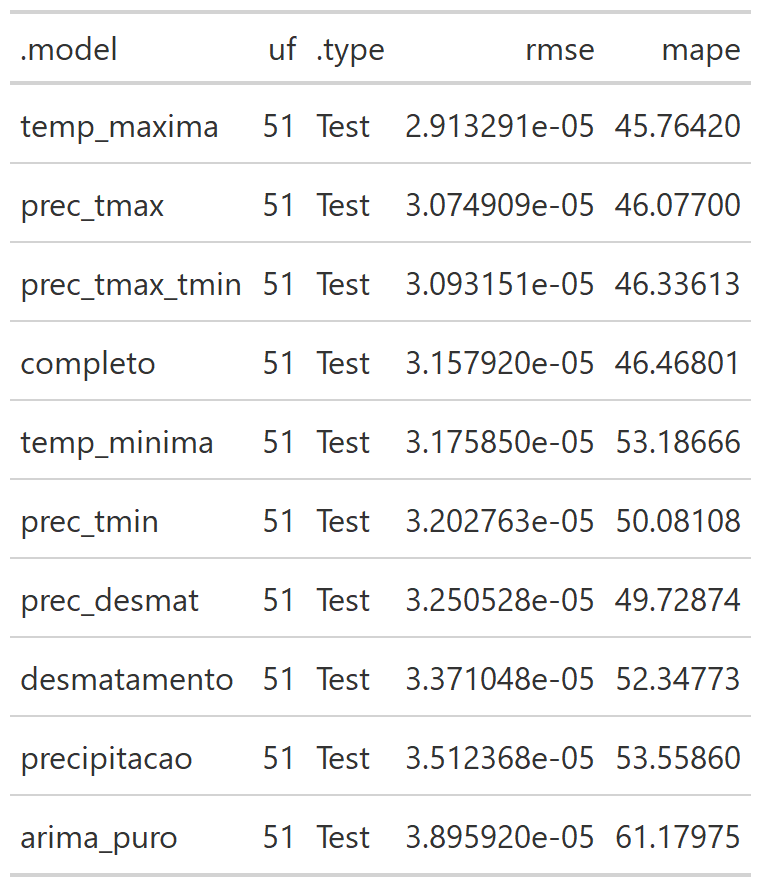 .model uf .type rmse mape
temp_maxima 51 Test 2.913291e-05 45.76420
prec_tmax 51 Test 3.074909e-05 46.07700
prec_tmax_tmin 51 Test 3.093151e-05 46.33613
completo 51 Test 3.157920e-05 46.46801
temp_minima 51 Test 3.175850e-05 53.18666
prec_tmin 51 Test 3.202763e-05 50.08108
prec_desmat 51 Test 3.250528e-05 49.72874
desmatamento 51 Test 3.371048e-05 52.34773
precipitacao 51 Test 3.512368e-05 53.55860
arima_puro 51 Test 3.895920e-05 61.17975